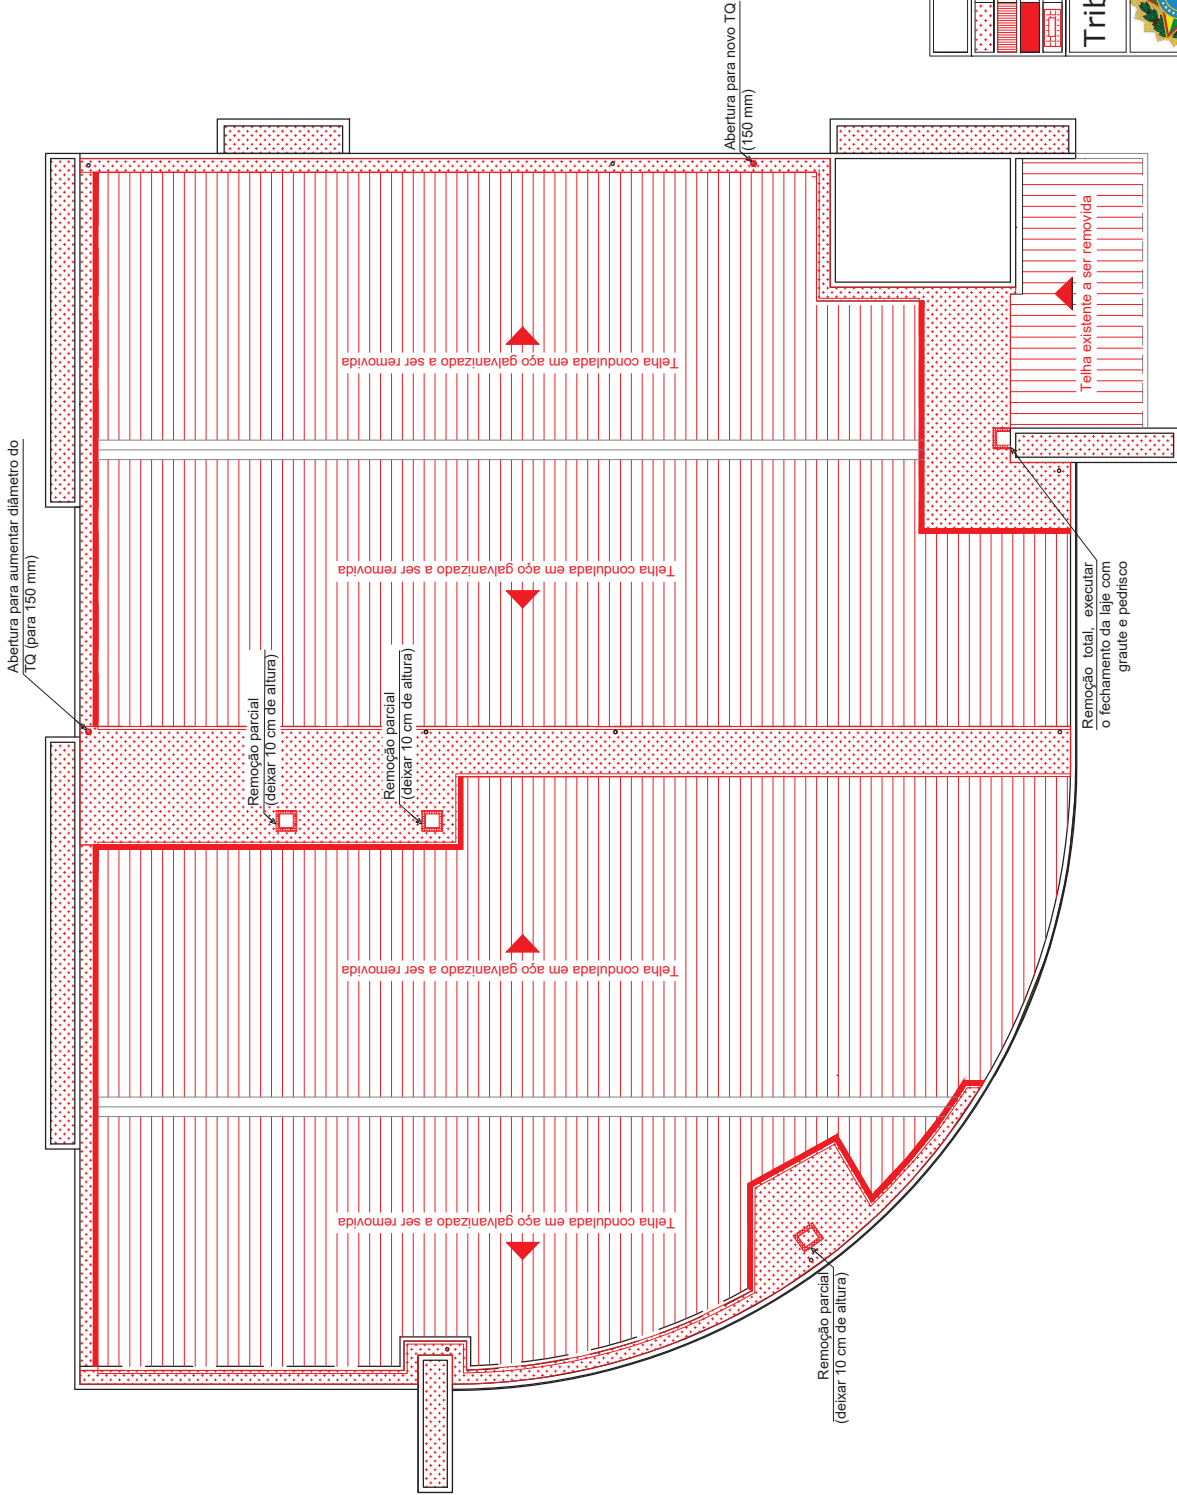 Abertura para aumentar diâmetro do
TQ (para 150 mm)
Abertura para novo TQ
(150 mm)
Trib
Telha existente a ser removida
Telha condulada em aço galvanizado a ser removida
Telha condulada em aço galvanizado a ser removida
Remoção parcial
(deixar 10 cm de altura)
Remoção parcial
(deixar 10 cm de altura)
Remoção total, executar
o fechamento da laje com
graute e pedrisco
Telha condulada em aço galvanizado a ser removida
Telha condulada em aço galvanizado a ser removida
Remoção parcial
(deixar 10 cm de altura)